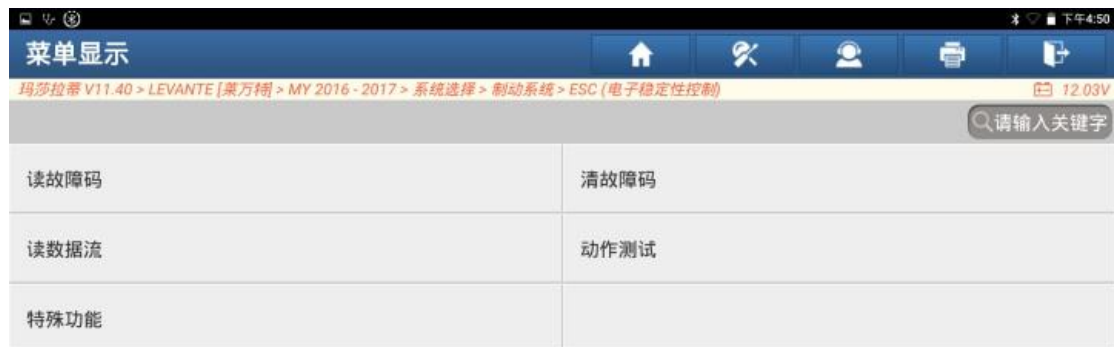 下午4:50
菜单显示
玛莎拉蒂 V11.40 > LEVANTE [莱万特] > MY 2016 - 2017 > 系统选择 > 制动系统 > ESC (电子稳定性控制) 12.03V
请输入关键字
读故障码 清故障码
读数据流 动作测试
特殊功能